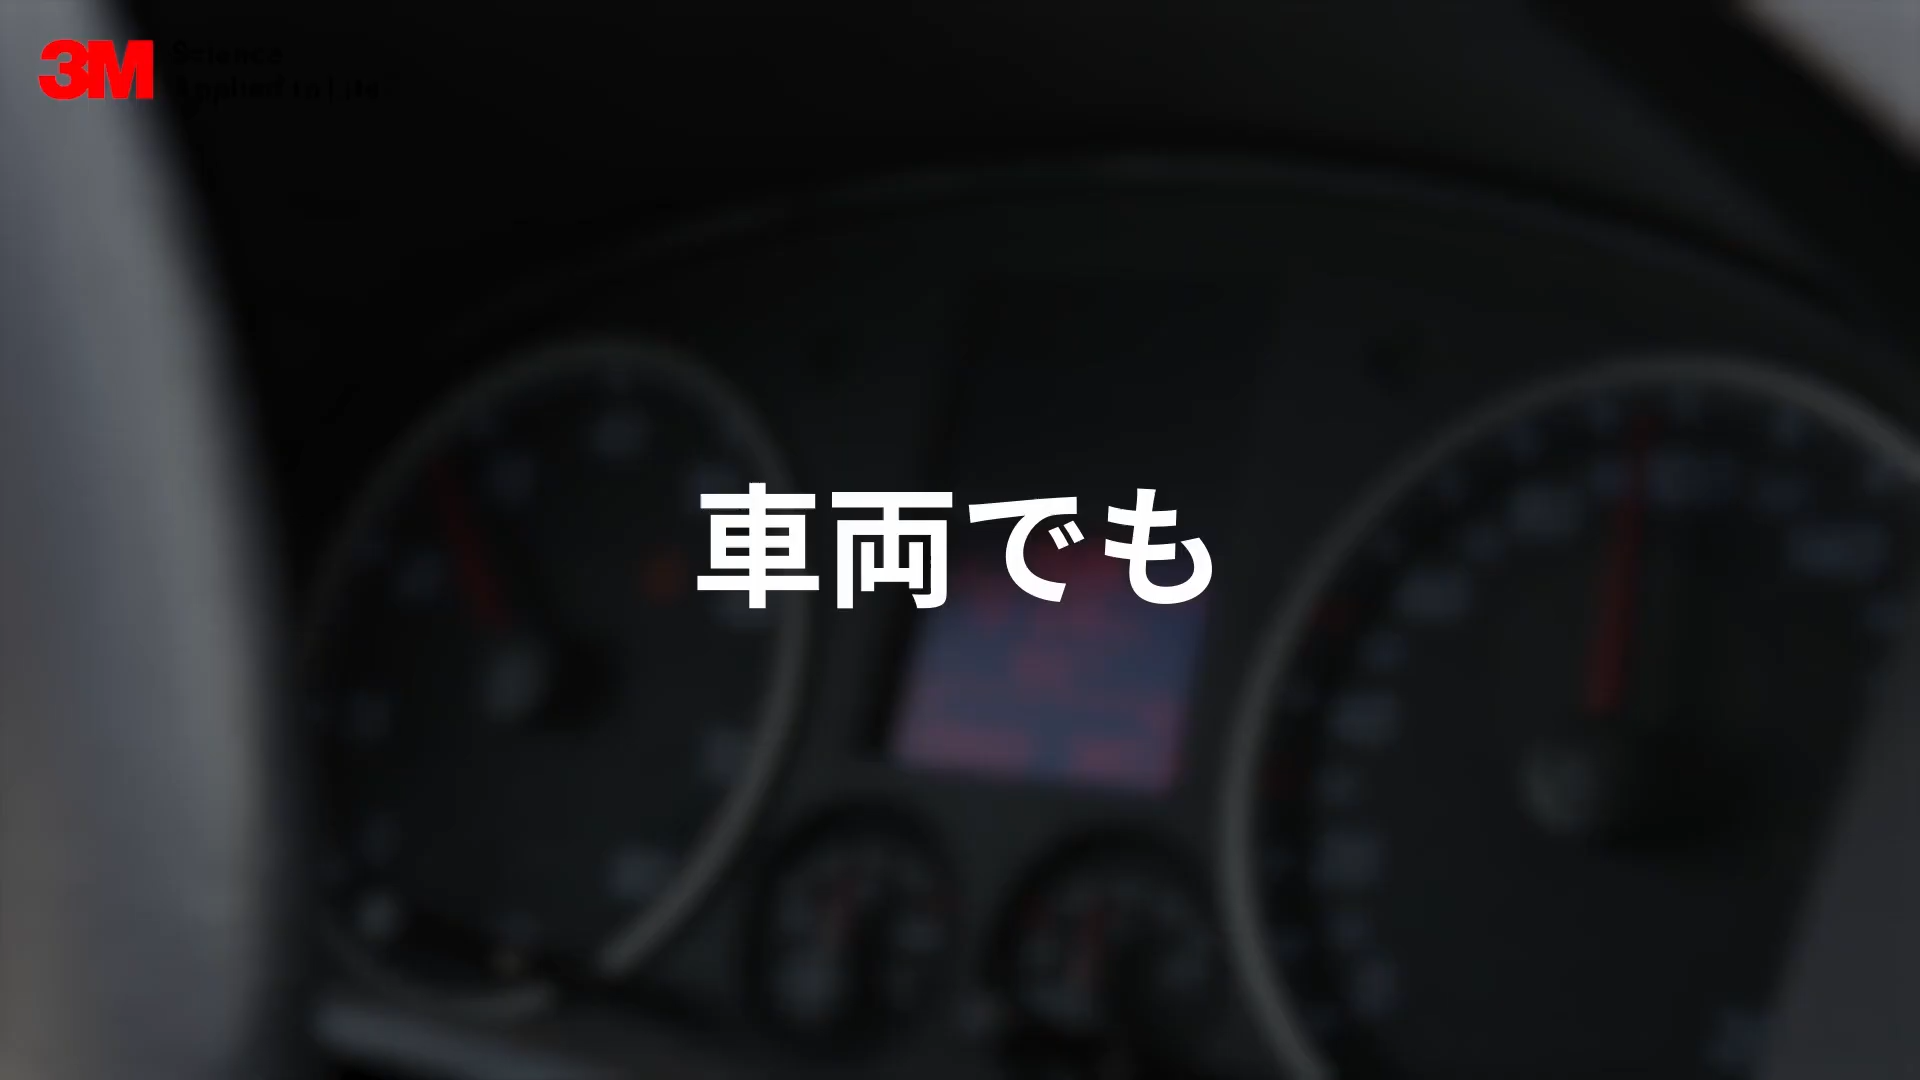 3M Science
Applied to Life
車両でも